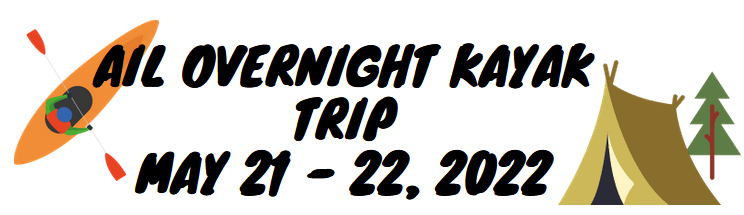 AIL OVERNIGHT KAYAK
TRIP
MAY 21 - 22, 2022